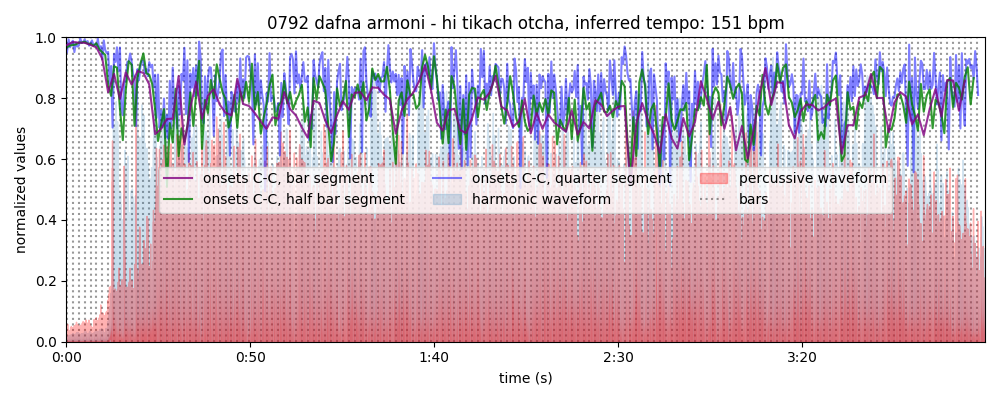 0792 dafna armoni - hi tikach otcha, inferred tempo: 151 bpm
normalized values
1.0
0.8
0.6
0.4
0.2
0.0
onsets C-C, bar segment
onsets C-C, half bar segment
onsets C-C, quarter segment
harmonic waveform
percussive waveform
bars
0:00 0:50 1:40 2:30 3:20
time (s)